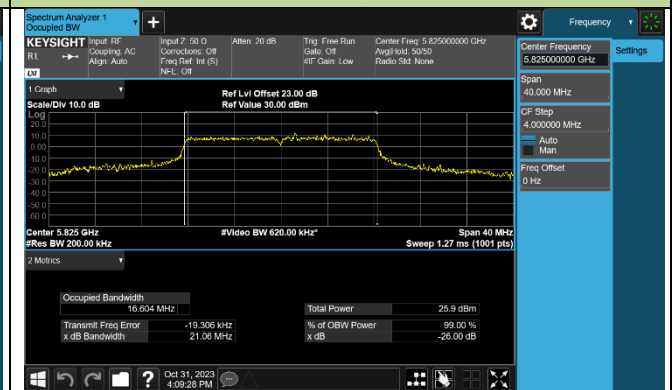 Spectrum Analyzer 1
Occupied BW
+
Frequency
KEYSIGHT
Input: RF
Coupling: AC
Align: Auto
Input Z: 50 Ω
Corrections: Off
Freq Ref: Int (S)
NFE: Off
Atten: 20 dB
Trig: Free Run
Gate: Off
#IF Gain: Low
Center Freq: 5.825000000 GHz
Avg|Hold: 50/50
Radio Std: None
R L
LXI
Center Frequency
5.825000000 GHz
Settings
Span
40.000 MHz
CF Step
4.000000 MHz
Auto
Man
Freq Offset
0 Hz
1 Graph
Scale/Div 10.0 dB
Ref Lvl Offset 23.00 dB
Ref Value 30.00 dBm
Log
20.0
10.0
0.00
-10.0
-20.0
-30.0
-40.0
-50.0
-60.0
Center 5.825 GHz
#Video BW 620.00 kHz*
Span 40 MHz
#Res BW 200.00 kHz
Sweep 1.27 ms (1001 pts)
2 Metrics
Occupied Bandwidth
16.604 MHz
Total Power 25.9 dBm
Transmit Freq Error -19.306 kHz
% of OBW Power 99.00 %
x dB Bandwidth 21.06 MHz
x dB -26.00 dB
?
Oct 31, 2023
4:09:28 PM